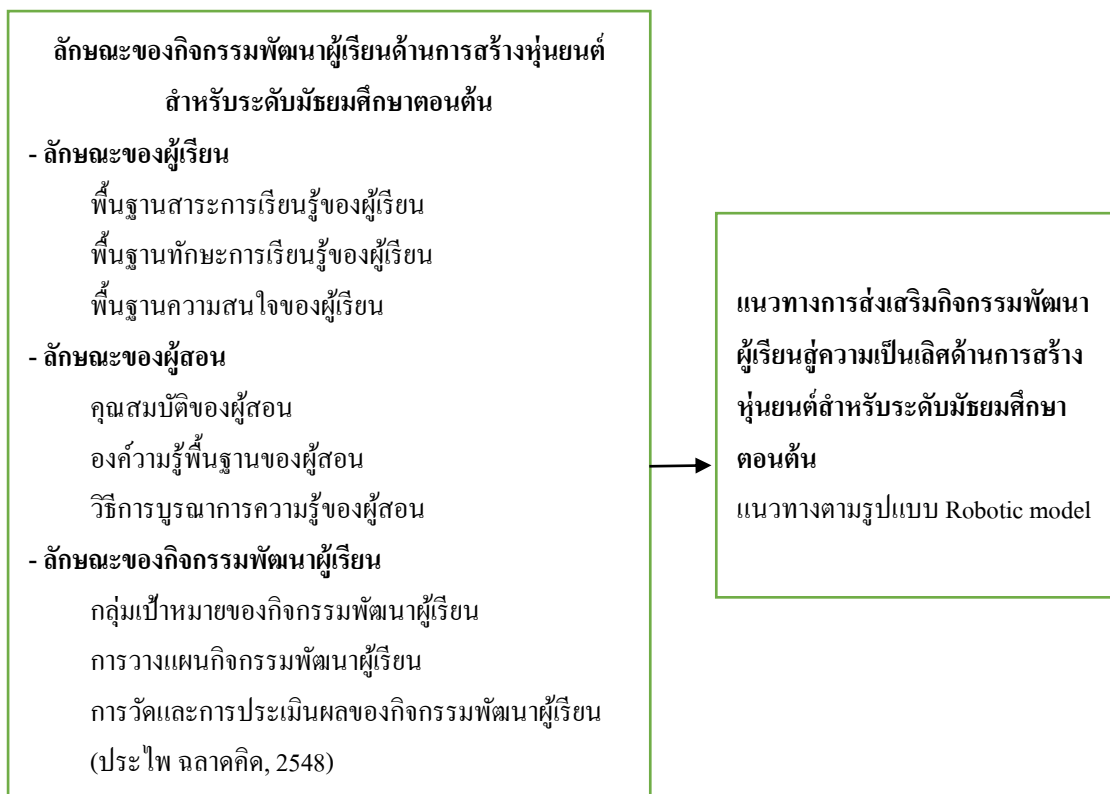 ลักษณะของกิจกรรมพัฒนาผู้เรียนด้านการสร้างหุ่นยนต์
สำหรับระดับมัธยมศึกษาตอนต้น
- ลักษณะของผู้เรียน
พื้นฐานสาระการเรียนรู้ของผู้เรียน
พื้นฐานทักษะการเรียนรู้ของผู้เรียน
พื้นฐานความสนใจของผู้เรียน
- ลักษณะของผู้สอน
คุณสมบัติของผู้สอน
องค์ความรู้พื้นฐานของผู้สอน
วิธีการบูรณาการความรู้ของผู้สอน
- ลักษณะของกิจกรรมพัฒนาผู้เรียน
กลุ่มเป้าหมายของกิจกรรมพัฒนาผู้เรียน
การวางแผนกิจกรรมพัฒนาผู้เรียน
การวัดและการประเมินผลของกิจกรรมพัฒนาผู้เรียน
(ประไพ ฉลาดคิด, 2548)
แนวทางการส่งเสริมกิจกรรมพัฒนา
ผู้เรียนสู่ความเป็นเลิศด้านการสร้าง
หุ่นยนต์สำหรับระดับมัธยมศึกษา
ตอนต้น
แนวทางตามรูปแบบ Robotic model